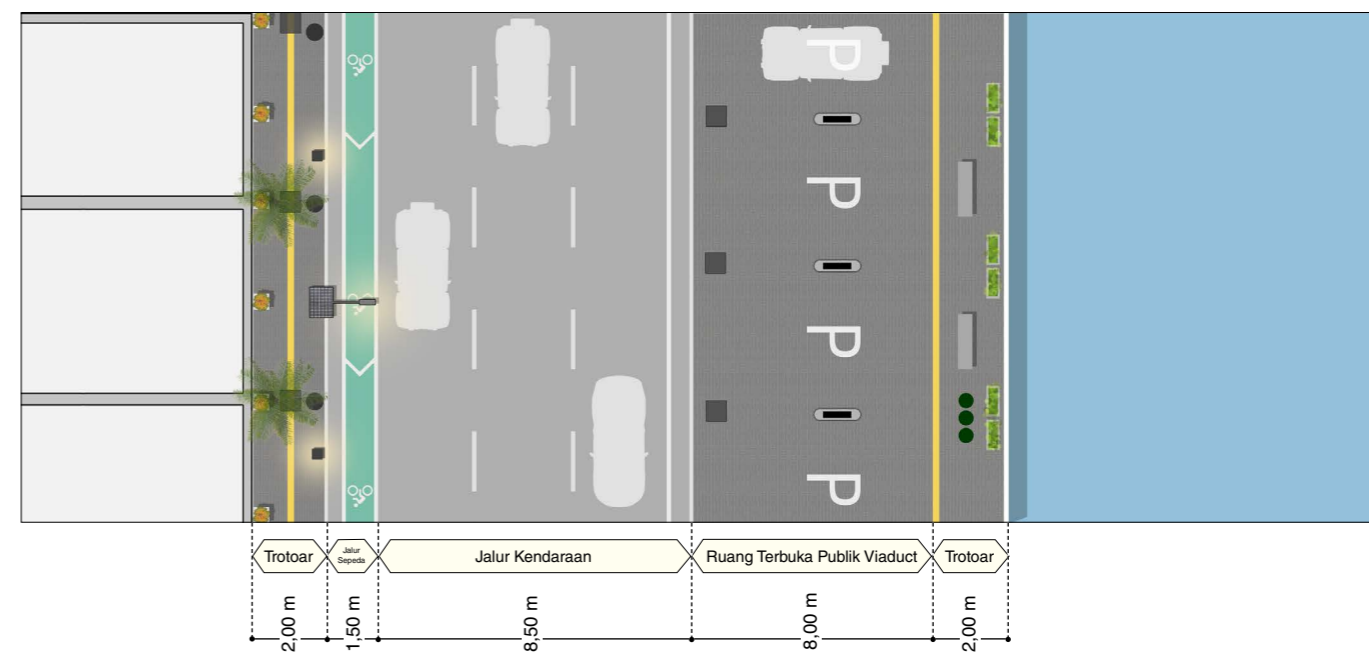 P
P
P
P
Trotoar
Jalur
Sepeda
Jalur Kendaraan
Ruang Terbuka Publik Viaduct
Trotoar
2,00 m
1,50 m
8,50 m
8,00 m
2,00 m